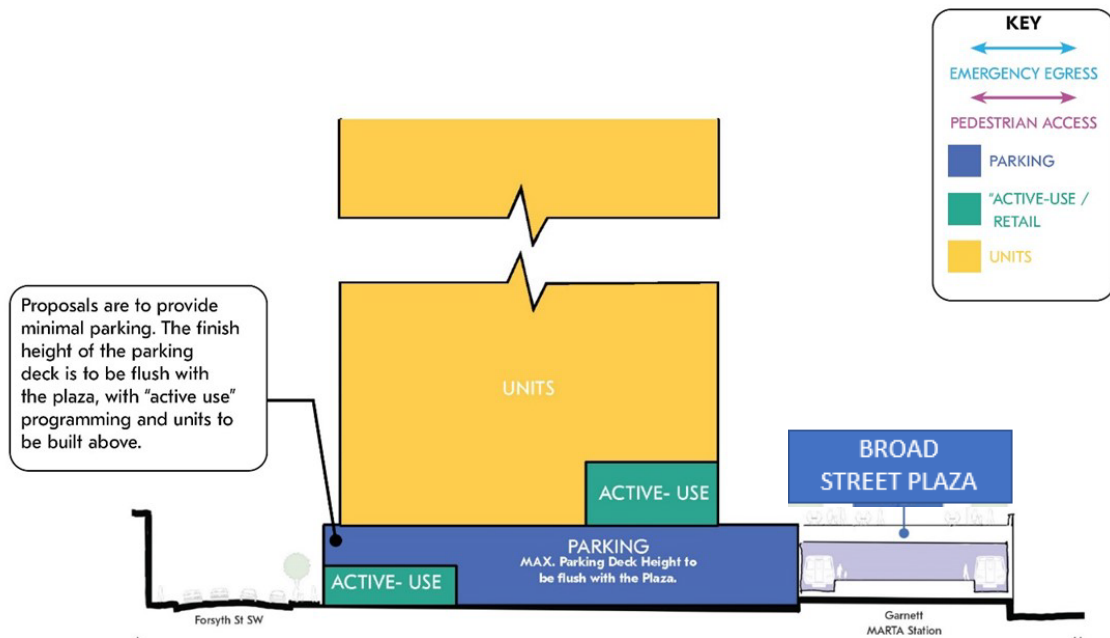 KEY
EMERGENCY EGRESS
PEDESTRIAN ACCESS
PARKING
"ACTIVE-USE /
RETAIL
UNITS
Proposals are to provide
minimal parking. The finish
height of the parking
deck is to be flush with
the plaza, with "active use"
programming and units to
be built above.
UNITS
ACTIVE- USE
BROAD
STREET PLAZA
PARKING
MAX. Parking Deck Height to
be flush with the Plaza.
ACTIVE- USE
Forsyth St SW
Garnett
MARTA Station